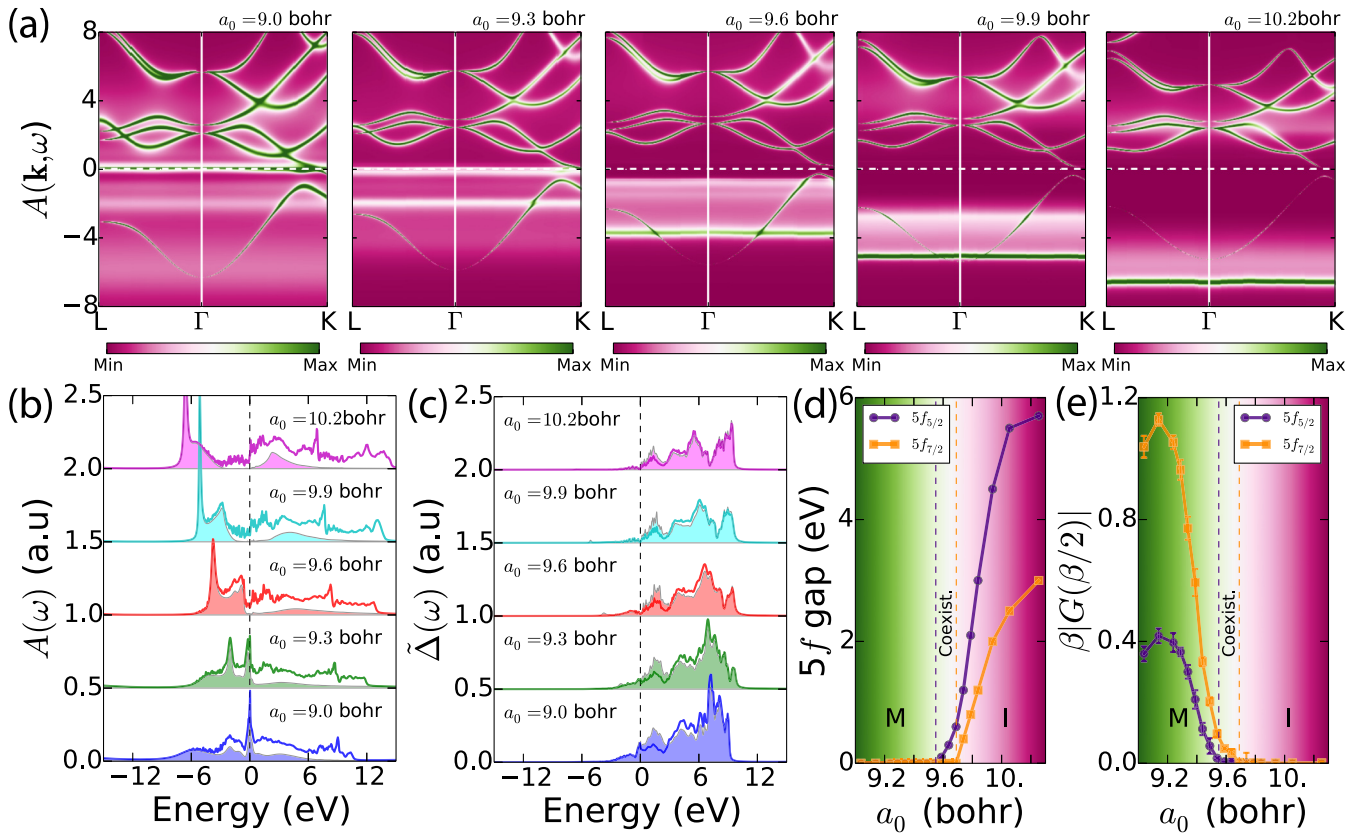 (a)
a₀ =9.0 bohr
a₀ =9.3 bohr
a₀ =9.6 bohr
a₀ =9.9 bohr
a₀ =10.2bohr
A(k,ω)
8
4
0
−4
−8
L Γ K
L Γ K
L Γ K
L Γ K
L Γ K
Min Max
Min Max
Min Max
Min Max
Min Max
(b)
A(ω) (a.u)
2.5
2.0
1.5
1.0
0.5
0.0
a₀ =10.2bohr
a₀ =9.9 bohr
a₀ =9.6 bohr
a₀ =9.3 bohr
a₀ =9.0 bohr
−12 −6 0 6 12
Energy (eV)
(c)
Δ̃(ω) (a.u)
2.5
2.0
1.5
1.0
0.5
0.0
a₀ =10.2bohr
a₀ =9.9 bohr
a₀ =9.6 bohr
a₀ =9.3 bohr
a₀ =9.0 bohr
−12 −6 0 6 12
Energy (eV)
(d)
5f gap (eV)
6
4
2
0
5f₅/₂
5f₇/₂
Coexist.
M I
9.2 9.6 10.
a₀ (bohr)
(e)
β|G(β/2)|
1.2
0.8
0.4
0.0
5f₅/₂
5f₇/₂
Coexist.
M I
9.2 9.6 10.
a₀ (bohr)